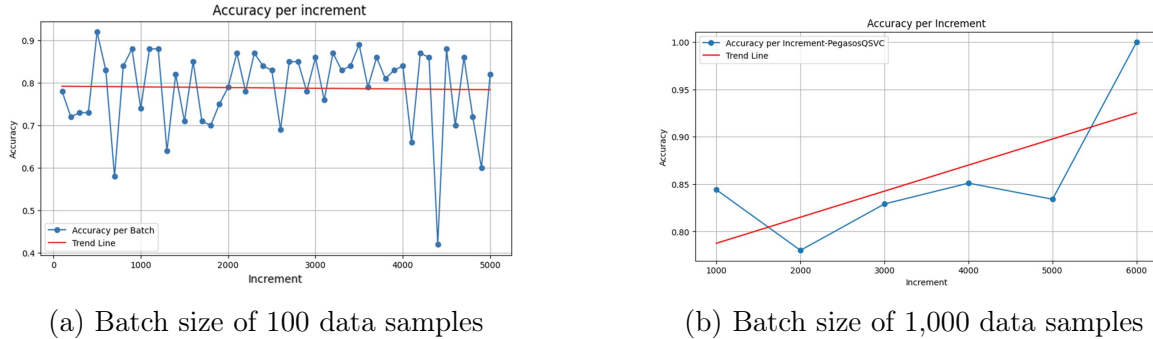 Accuracy per increment
0.9
0.8
0.7
0.6
0.5
0.4
Accuracy
Accuracy per Batch
Trend Line
0
1000
2000
3000
4000
5000
Increment
(a) Batch size of 100 data samples
Accuracy per Increment
1.00
0.95
0.90
0.85
0.80
Accuracy
Accuracy per Increment-PegasosQSVC
Trend Line
1000
2000
3000
4000
5000
6000
Increment
(b) Batch size of 1,000 data samples